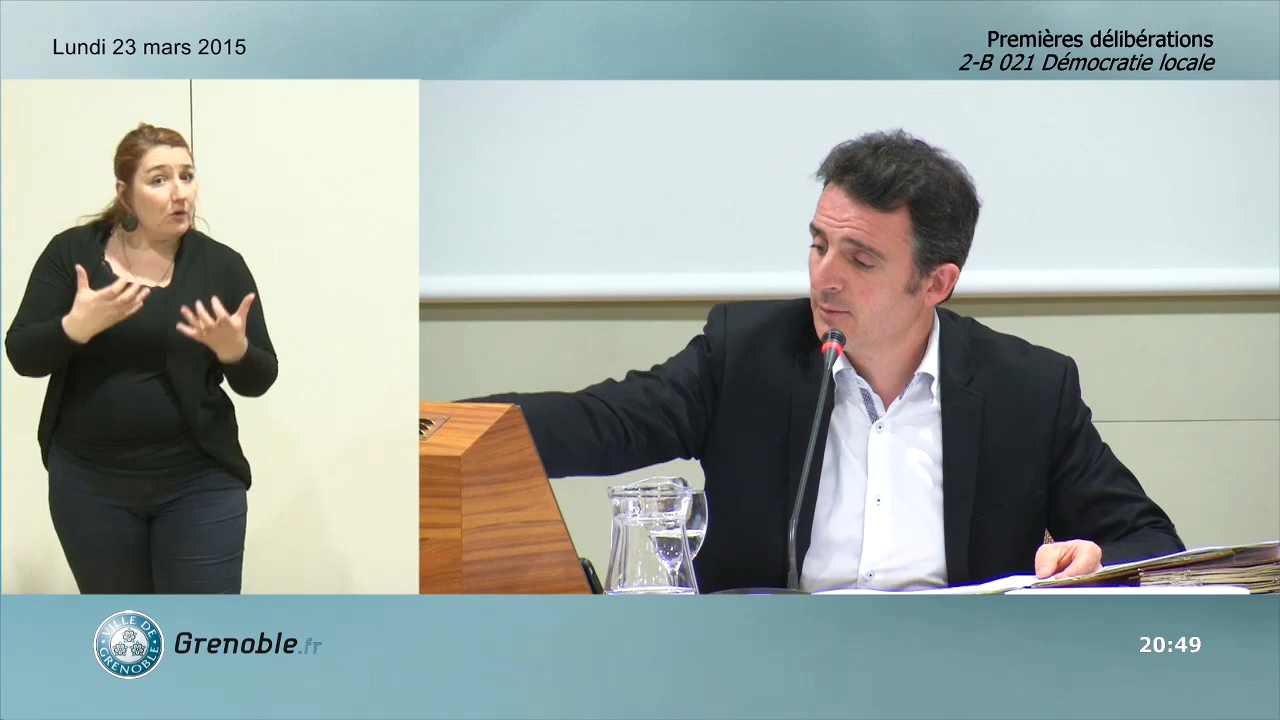 Lundi 23 mars 2015
Premières délibérations
2-B 021 Démocratie locale
VILLE DE GRENOBLE
Grenoble.fr
20:49